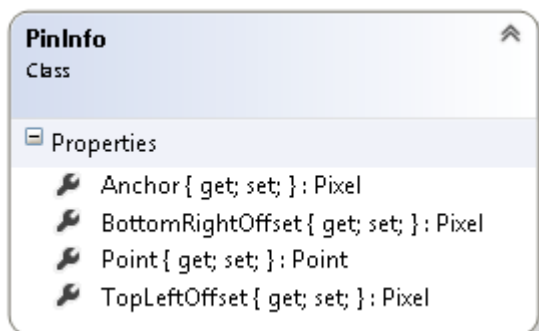 PinInfo
Class
Properties
Anchor { get; set; } : Pixel
BottomRightOffset { get; set; } : Pixel
Point { get; set; } : Point
TopLeftOffset { get; set; } : Pixel